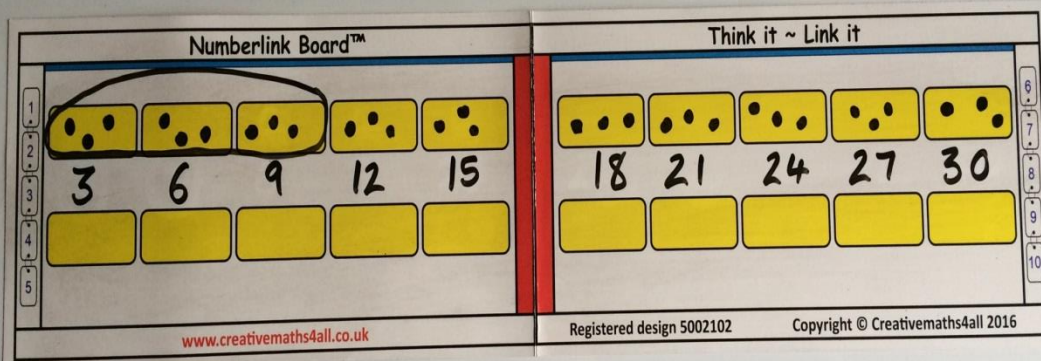 Numberlink Board™
Think it ~ Link it
1
2
3
4
5
3 6 9 12 15
18 21 24 27 30
6
7
8
9
10
www.creativemaths4all.co.uk
Registered design 5002102
Copyright © Creativemaths4all 2016